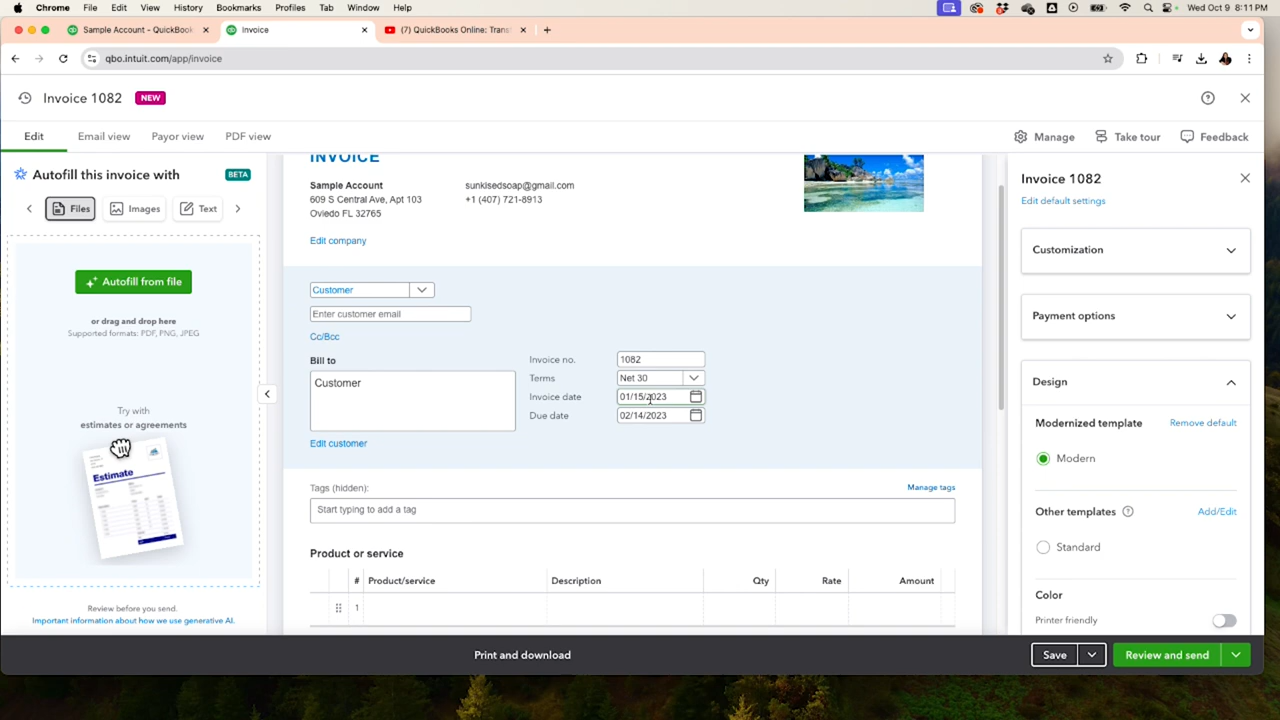 Chrome File Edit View History Bookmarks Profiles Tab Window Help Wed Oct 9 8:11 PM
Sample Account - QuickBook Invoice (7) QuickBooks Online: Trans
qbo.intuit.com/app/invoice
Invoice 1082 NEW
Edit Email view Payor view PDF view Manage Take tour Feedback
Autofill this invoice with BETA
Files Images Text
Autofill from file
or drag and drop here
Supported formats: PDF, PNG, JPEG
Try with
estimates or agreements
Estimate
Review before you send.
Important information about how we use generative AI.
INVOICE
Sample Account sunkisedsoap@gmail.com
609 S Central Ave, Apt 103 +1 (407) 721-8913
Oviedo FL 32765
Edit company
Customer
Enter customer email
Cc/Bcc
Bill to
Customer
Edit customer
Invoice no. 1082
Terms Net 30
Invoice date 01/15/2023
Due date 02/14/2023
Tags (hidden): Manage tags
Start typing to add a tag
Product or service
# Product/service Description Qty Rate Amount
1
Invoice 1082
Edit default settings
Customization
Payment options
Design
Modernized template Remove default
Modern
Other templates Add/Edit
Standard
Color
Printer friendly
Print and download Save Review and send